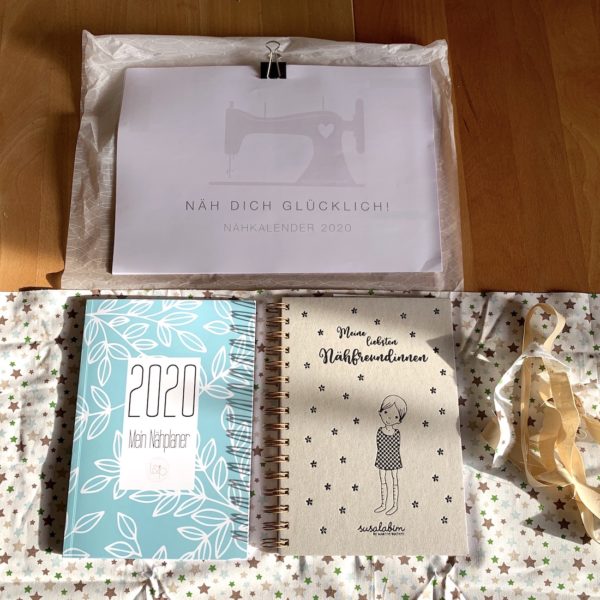 NÄH DICH GLÜCKLICH!
NÄHKALENDER 2020
2020
Mein Nähplaner
Meine
liebsten
Nähfreundinnen
susalabim